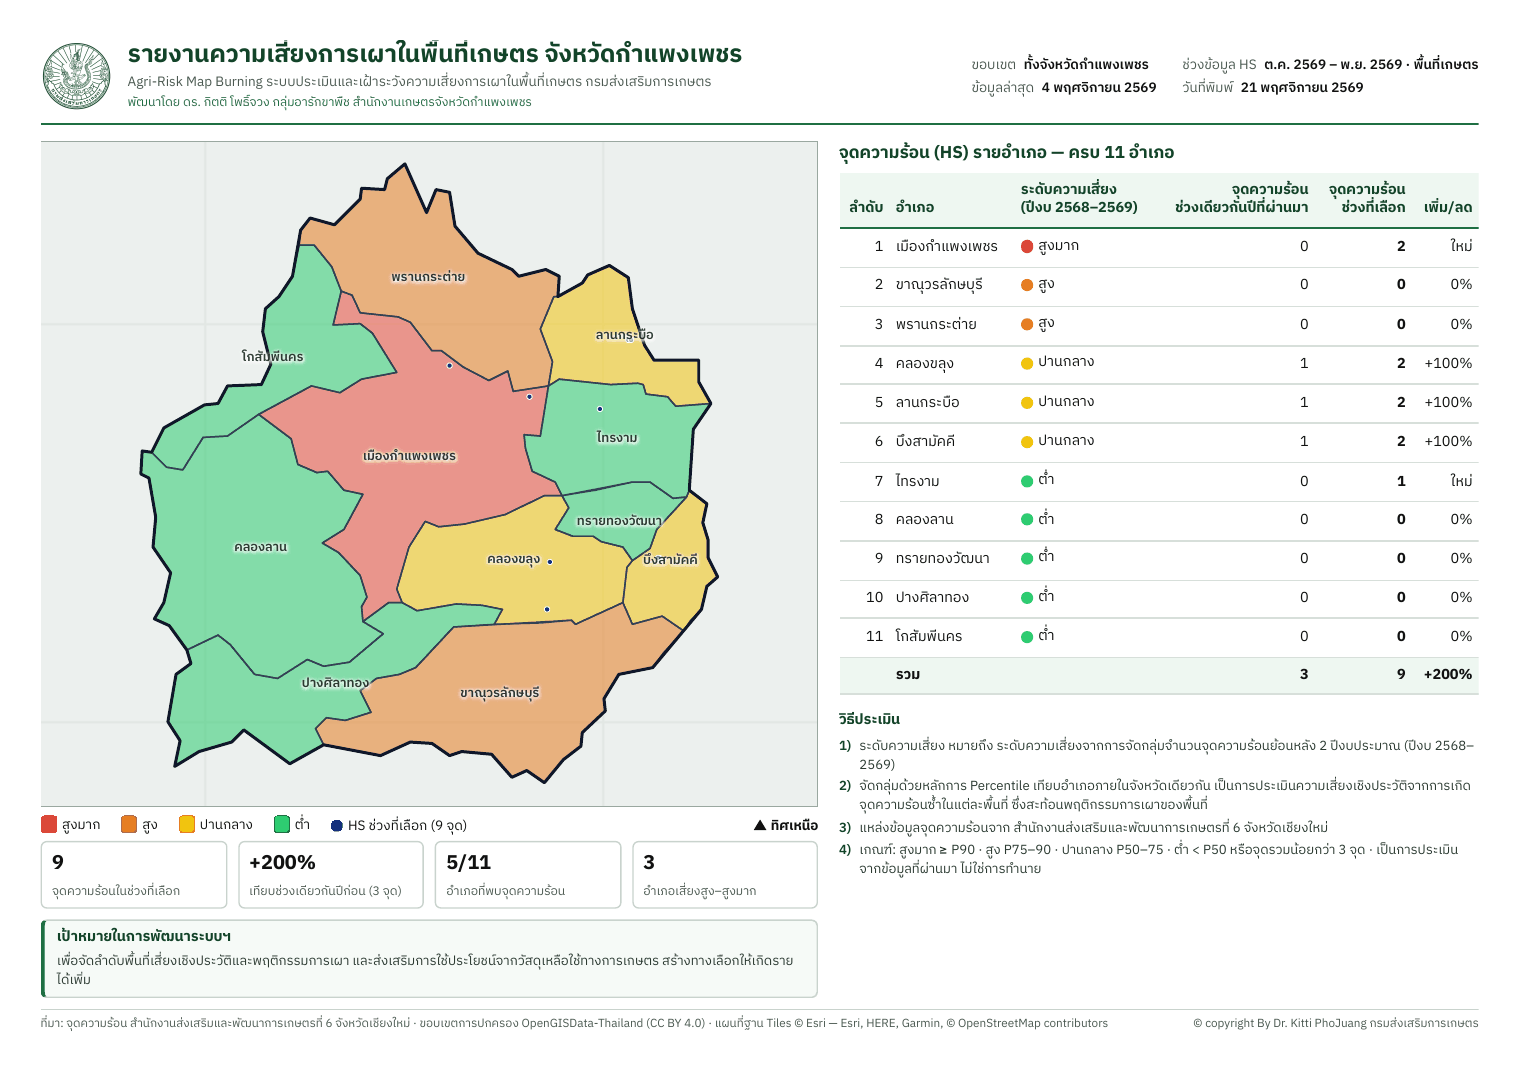 รายงานความเสี่ยงการเผาในพื้นที่เกษตร จังหวัดกำแพงเพชร
Agri-Risk Map Burning ระบบประเมินและเฝ้าระวังความเสี่ยงการเผาในพื้นที่เกษตร กรมส่งเสริมการเกษตร
พัฒนาโดย ดร. กิตติ โพธิ์จวง กลุ่มอารักขาพืช สำนักงานเกษตรจังหวัดกำแพงเพชร
ขอบเขต ทั้งจังหวัดกำแพงเพชร ช่วงข้อมูล HS ต.ค. 2569 – พ.ย. 2569 · พื้นที่เกษตร
ข้อมูลล่าสุด 4 พฤศจิกายน 2569 วันที่พิมพ์ 21 พฤศจิกายน 2569
พรานกระต่าย
ลานกระบือ
โกสัมพีนคร
ไทรงาม
เมืองกำแพงเพชร
ทรายทองวัฒนา
คลองลาน
คลองขลุง
บึงสามัคคี
ปางศิลาทอง
ขาณุวรลักษบุรี
สูงมาก สูง ปานกลาง ต่ำ HS ช่วงที่เลือก (9 จุด) ▲ ทิศเหนือ
9
จุดความร้อนในช่วงที่เลือก
+200%
เทียบช่วงเดียวกันปีก่อน (3 จุด)
5/11
อำเภอที่พบจุดความร้อน
3
อำเภอเสี่ยงสูง–สูงมาก
เป้าหมายในการพัฒนาระบบฯ
เพื่อจัดลำดับพื้นที่เสี่ยงเชิงประวัติและพฤติกรรมการเผา และส่งเสริมการใช้ประโยชน์จากวัสดุเหลือใช้ทางการเกษตร สร้างทางเลือกให้เกิดราย
ได้เพิ่ม
จุดความร้อน (HS) รายอำเภอ — ครบ 11 อำเภอ
ระดับความเสี่ยง จุดความร้อน จุดความร้อน
ลำดับ อำเภอ (ปีงบ 2568–2569) ช่วงเดียวกันปีที่ผ่านมา ช่วงที่เลือก เพิ่ม/ลด
1 เมืองกำแพงเพชร สูงมาก 0 2 ใหม่
2 ขาณุวรลักษบุรี สูง 0 0 0%
3 พรานกระต่าย สูง 0 0 0%
4 คลองขลุง ปานกลาง 1 2 +100%
5 ลานกระบือ ปานกลาง 1 2 +100%
6 บึงสามัคคี ปานกลาง 1 2 +100%
7 ไทรงาม ต่ำ 0 1 ใหม่
8 คลองลาน ต่ำ 0 0 0%
9 ทรายทองวัฒนา ต่ำ 0 0 0%
10 ปางศิลาทอง ต่ำ 0 0 0%
11 โกสัมพีนคร ต่ำ 0 0 0%
รวม 3 9 +200%
วิธีประเมิน
1) ระดับความเสี่ยง หมายถึง ระดับความเสี่ยงจากการจัดกลุ่มจำนวนจุดความร้อนย้อนหลัง 2 ปีงบประมาณ (ปีงบ 2568–
2569)
2) จัดกลุ่มด้วยหลักการ Percentile เทียบอำเภอภายในจังหวัดเดียวกัน เป็นการประเมินความเสี่ยงเชิงประวัติจากการเกิด
จุดความร้อนซ้ำในแต่ละพื้นที่ ซึ่งสะท้อนพฤติกรรมการเผาของพื้นที่
3) แหล่งข้อมูลจุดความร้อนจาก สำนักงานส่งเสริมและพัฒนาการเกษตรที่ 6 จังหวัดเชียงใหม่
4) เกณฑ์: สูงมาก ≥ P90 · สูง P75–90 · ปานกลาง P50–75 · ต่ำ < P50 หรือจุดรวมน้อยกว่า 3 จุด · เป็นการประเมิน
จากข้อมูลที่ผ่านมา ไม่ใช่การทำนาย
ที่มา: จุดความร้อน สำนักงานส่งเสริมและพัฒนาการเกษตรที่ 6 จังหวัดเชียงใหม่ · ขอบเขตการปกครอง OpenGISData-Thailand (CC BY 4.0) · แผนที่ฐาน Tiles © Esri — Esri, HERE, Garmin, © OpenStreetMap contributors
© copyright By Dr. Kitti PhoJuang กรมส่งเสริมการเกษตร